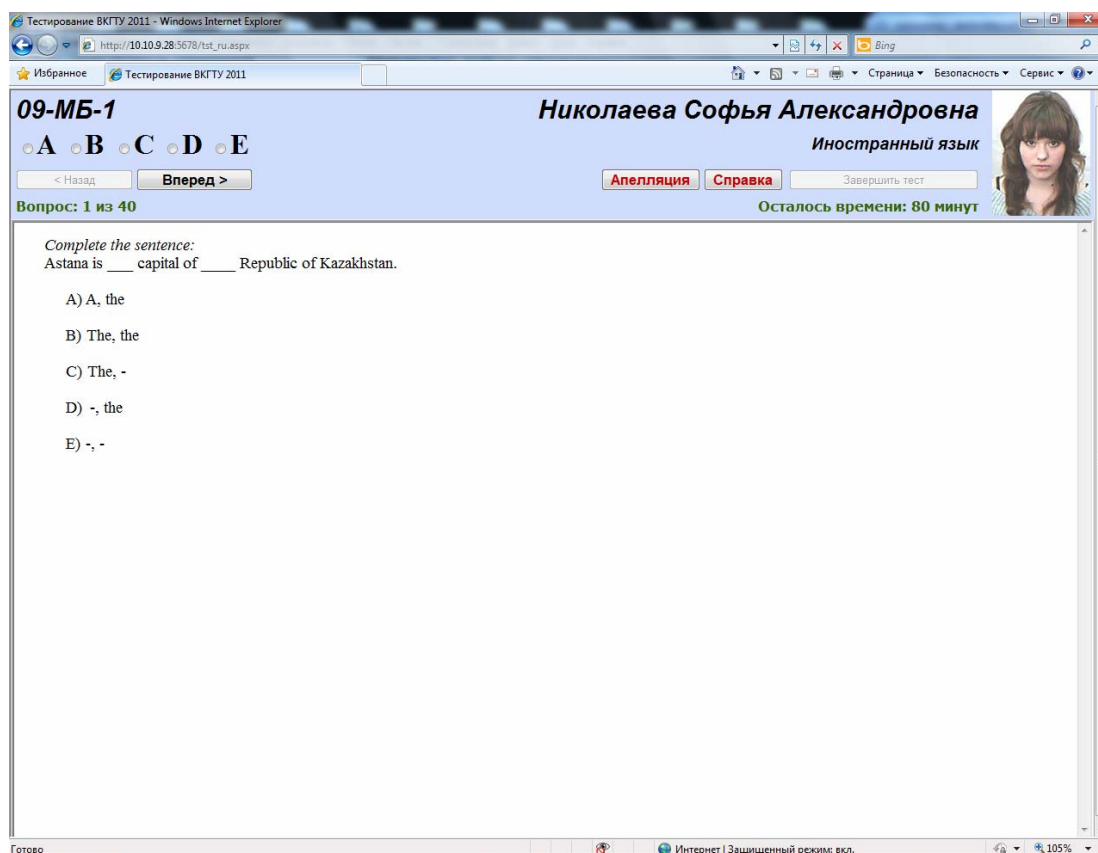 Тестирование ВКГТУ 2011 - Windows Internet Explorer
http://10.10.9.28:5678/tst_ru.aspx
Bing
Избранное
Тестирование ВКГТУ 2011
Страница
Безопасность
Сервис
09-МБ-1
Николаева Софья Александровна
A B C D E
Иностранный язык
< Назад
Вперед >
Апелляция
Справка
Завершить тест
Вопрос: 1 из 40
Осталось времени: 80 минут
Complete the sentence:
Astana is ___ capital of ____ Republic of Kazakhstan.
A) A, the
B) The, the
C) The, -
D) -, the
E) -, -
Готово
Интернет | Защищенный режим: вкл.
105%